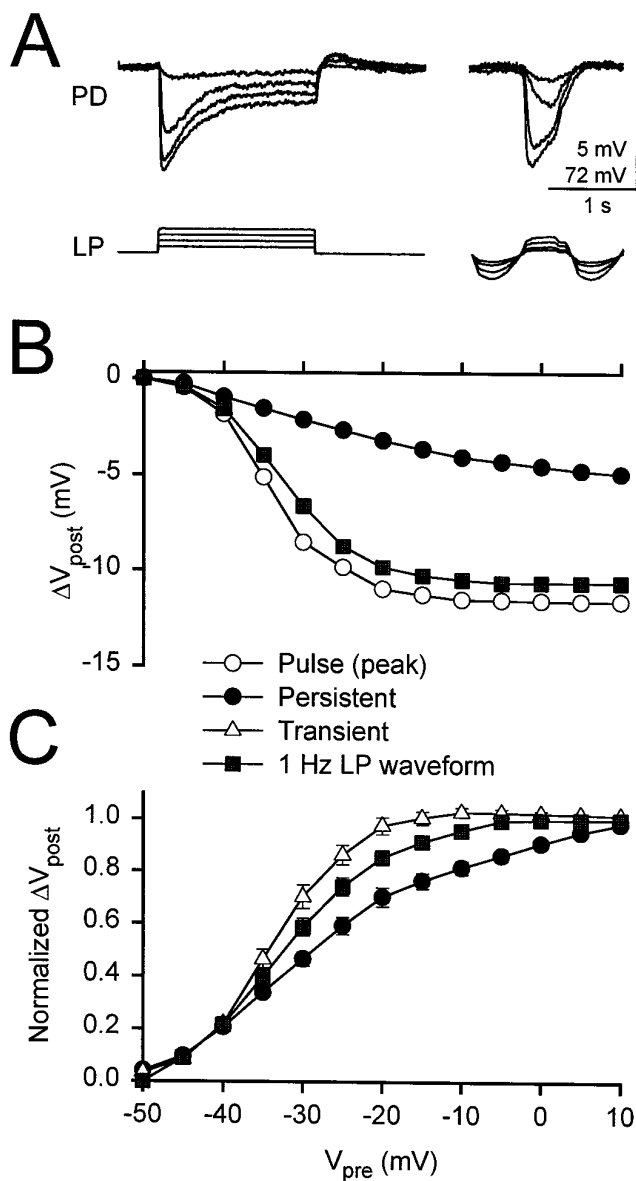 A
PD
5 mV
72 mV
1 s
LP
B
0
-5
-10
-15
ΔVpost (mV)
Pulse (peak)
Persistent
Transient
1 Hz LP waveform
C
1.0
0.8
0.6
0.4
0.2
0.0
Normalized ΔVpost
-50 -40 -30 -20 -10 0 10
Vpre (mV)